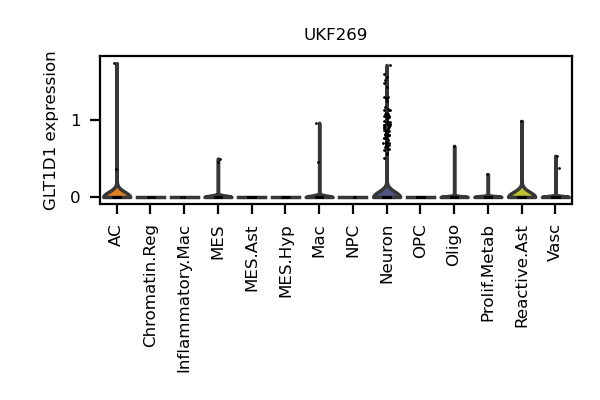 UKF269
GLT1D1 expression
1
0
AC
Chromatin.Reg
Inflammatory.Mac
MES
MES.Ast
MES.Hyp
Mac
NPC
Neuron
OPC
Oligo
Prolif.Metab
Reactive.Ast
Vasc